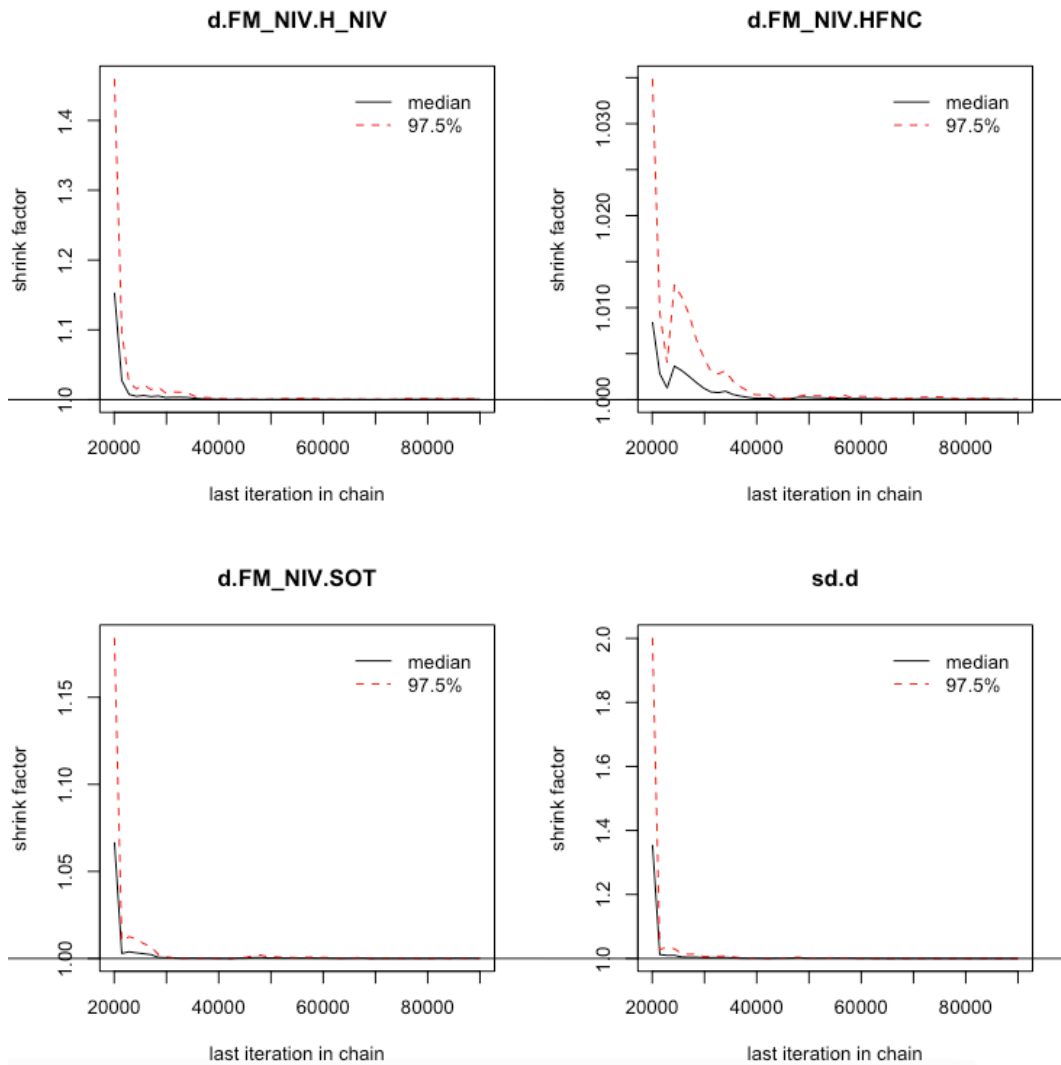 d.FM_NIV.H_NIV
median
97.5%
shrink factor
1.0 1.1 1.2 1.3 1.4
20000 40000 60000 80000
last iteration in chain
d.FM_NIV.HFNC
median
97.5%
shrink factor
1.000 1.010 1.020 1.030
20000 40000 60000 80000
last iteration in chain
d.FM_NIV.SOT
median
97.5%
shrink factor
1.00 1.05 1.10 1.15
20000 40000 60000 80000
last iteration in chain
sd.d
median
97.5%
shrink factor
1.0 1.2 1.4 1.6 1.8 2.0
20000 40000 60000 80000
last iteration in chain